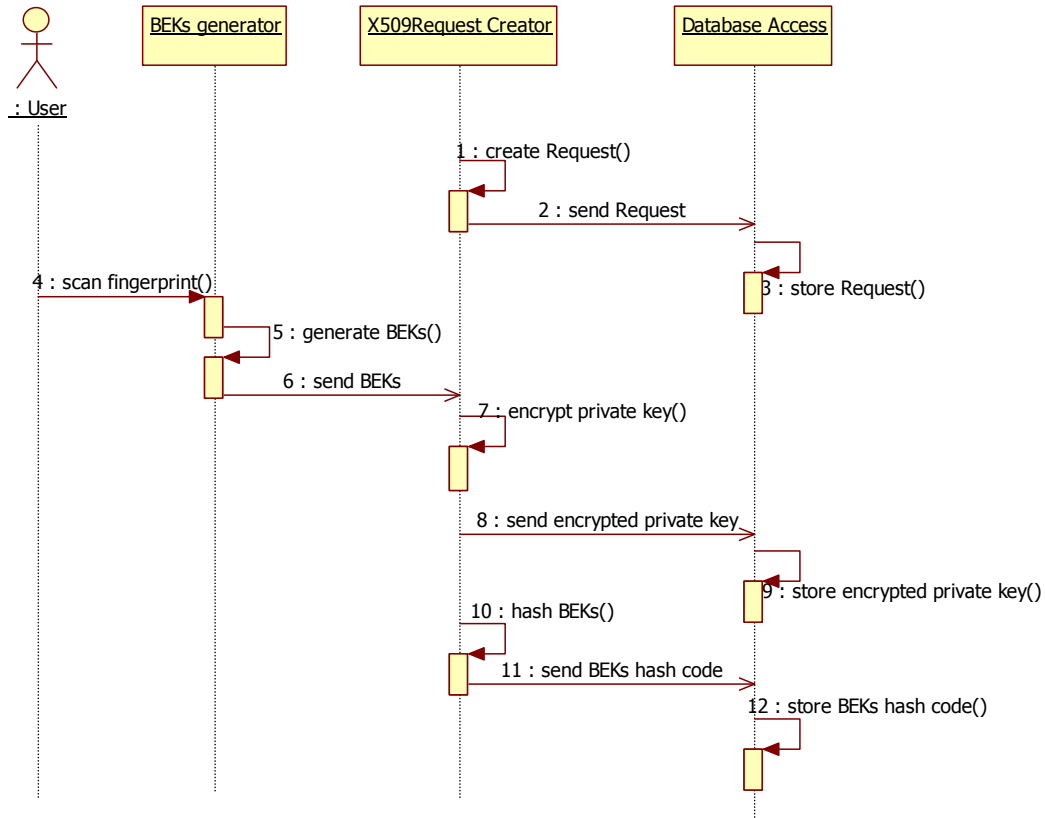 BEKs generator
X509Request Creator
Database Access
: User
1 : create Request()
2 : send Request
3 : store Request()
4 : scan fingerprint()
5 : generate BEKs()
6 : send BEKs
7 : encrypt private key()
8 : send encrypted private key
9 : store encrypted private key()
10 : hash BEKs()
11 : send BEKs hash code
12 : store BEKs hash code()